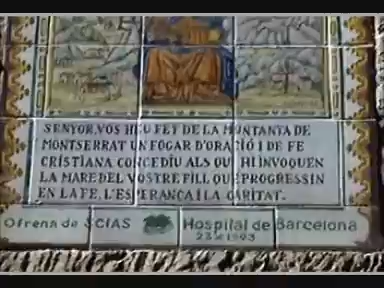 SENYOR, VOS HEU FET DE LA MUNTANYA DE
MONTSERRAT UN FOGAR D'ORACIÓ I DE FE
CRISTIANA. CONCEDIU ALS QUI HI INVOQUEN
LA MARE DEL VOSTRE FILL QUE PROGRESSIN
EN LA FE, L'ESPERANÇA I LA CARITAT.
Ofrena de SCIAS Hospital de Barcelona